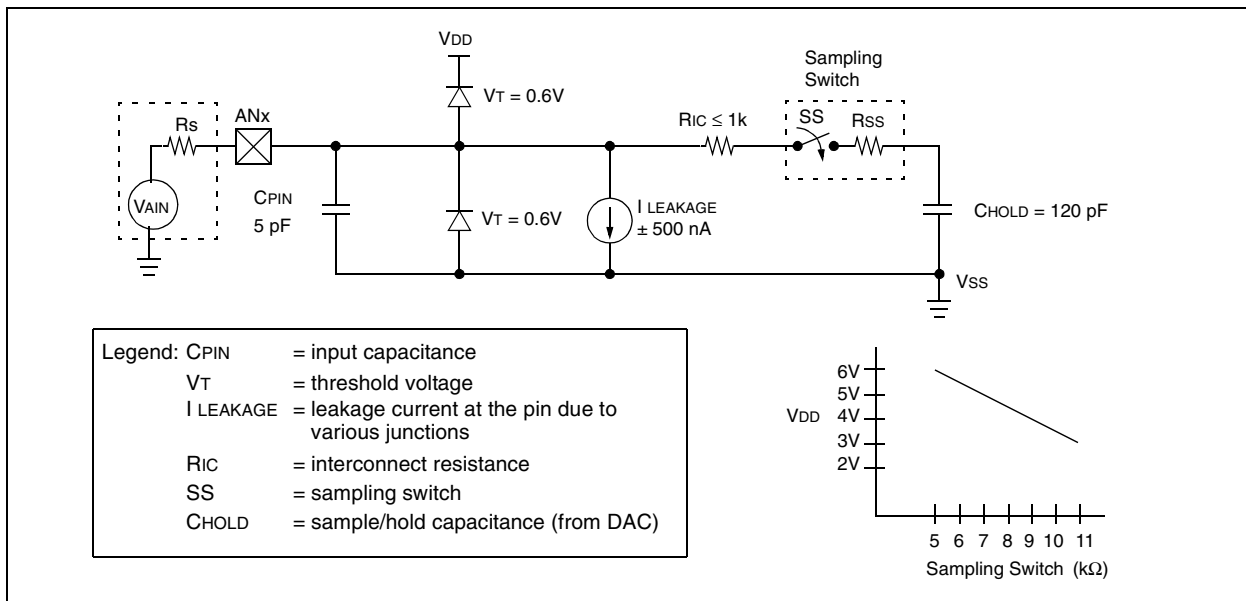 VDD
Sampling
Switch
VT = 0.6V
ANx
Rs
RIC ≤ 1k
SS
RSS
VAIN
CPIN
5 pF
VT = 0.6V
I LEAKAGE
± 500 nA
CHOLD = 120 pF
VSS
Legend: CPIN = input capacitance
VT = threshold voltage
I LEAKAGE = leakage current at the pin due to
various junctions
RIC = interconnect resistance
SS = sampling switch
CHOLD = sample/hold capacitance (from DAC)
6V
5V
VDD 4V
3V
2V
5 6 7 8 9 10 11
Sampling Switch (kΩ)